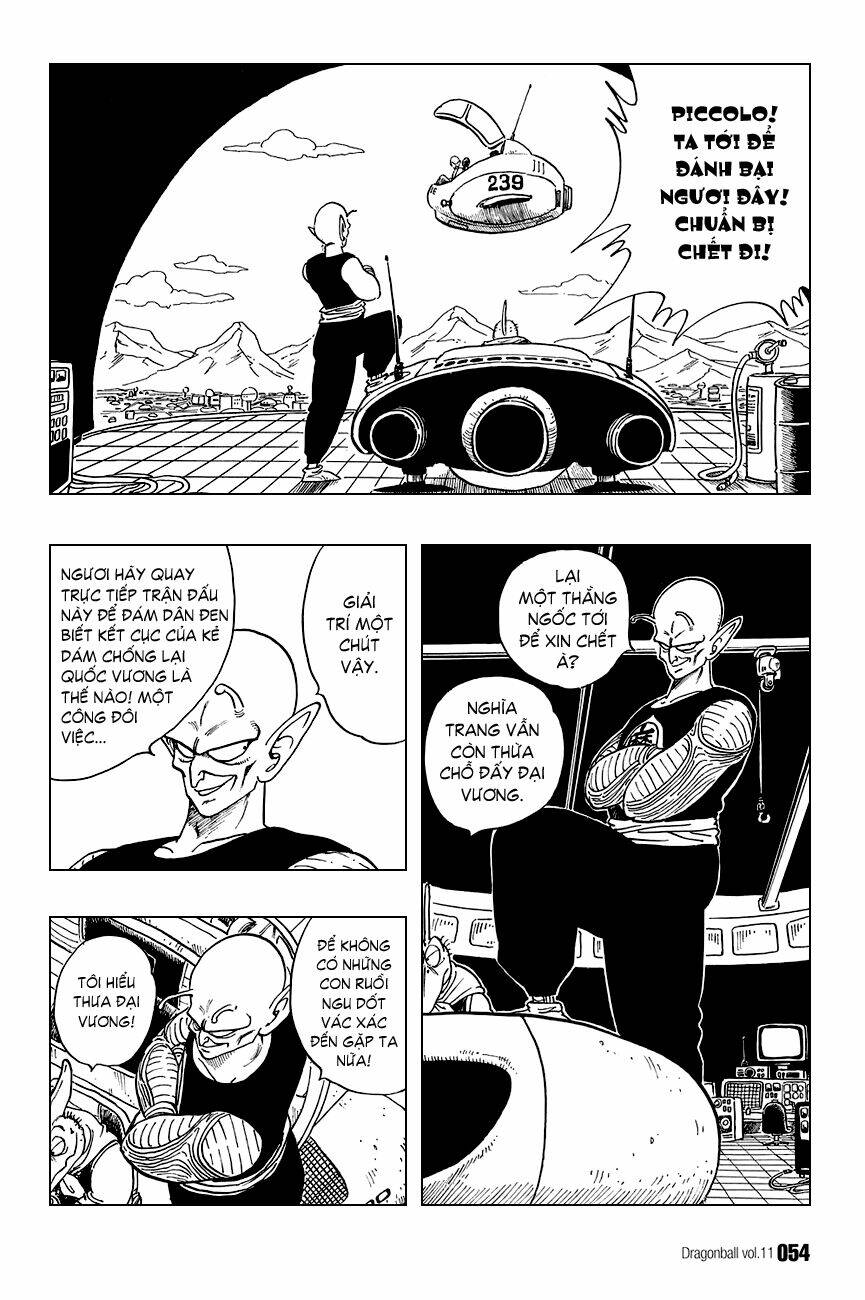 PICCOLO!
TA TỚI ĐỂ
ĐÁNH BẠI
NGƯƠI ĐÂY!
CHUẨN BỊ
CHẾT ĐI!
239
LẠI
MỘT THẰNG
NGỐC TỚI
ĐỂ XIN CHẾT
À?
NGHĨA
TRANG VẪN
CÒN THỪA
CHỖ ĐẤY ĐẠI
VƯƠNG.
GIẢI
TRÍ MỘT
CHÚT
VẬY.
NGƯƠI HÃY QUAY
TRỰC TIẾP TRẬN ĐẤU
NÀY ĐỂ ĐÁM DÂN ĐEN
BIẾT KẾT CỤC CỦA KẺ
DÁM CHỐNG LẠI
QUỐC VƯƠNG LÀ
THẾ NÀO! MỘT
CÔNG ĐÔI
VIỆC...
ĐỂ KHÔNG
CÓ NHỮNG
CON RUỒI
NGU DỐT
VÁC XÁC
ĐẾN GẶP TA
NỮA!
TÔI HIỂU
THƯA ĐẠI
VƯƠNG!
Dragonball vol.11 054